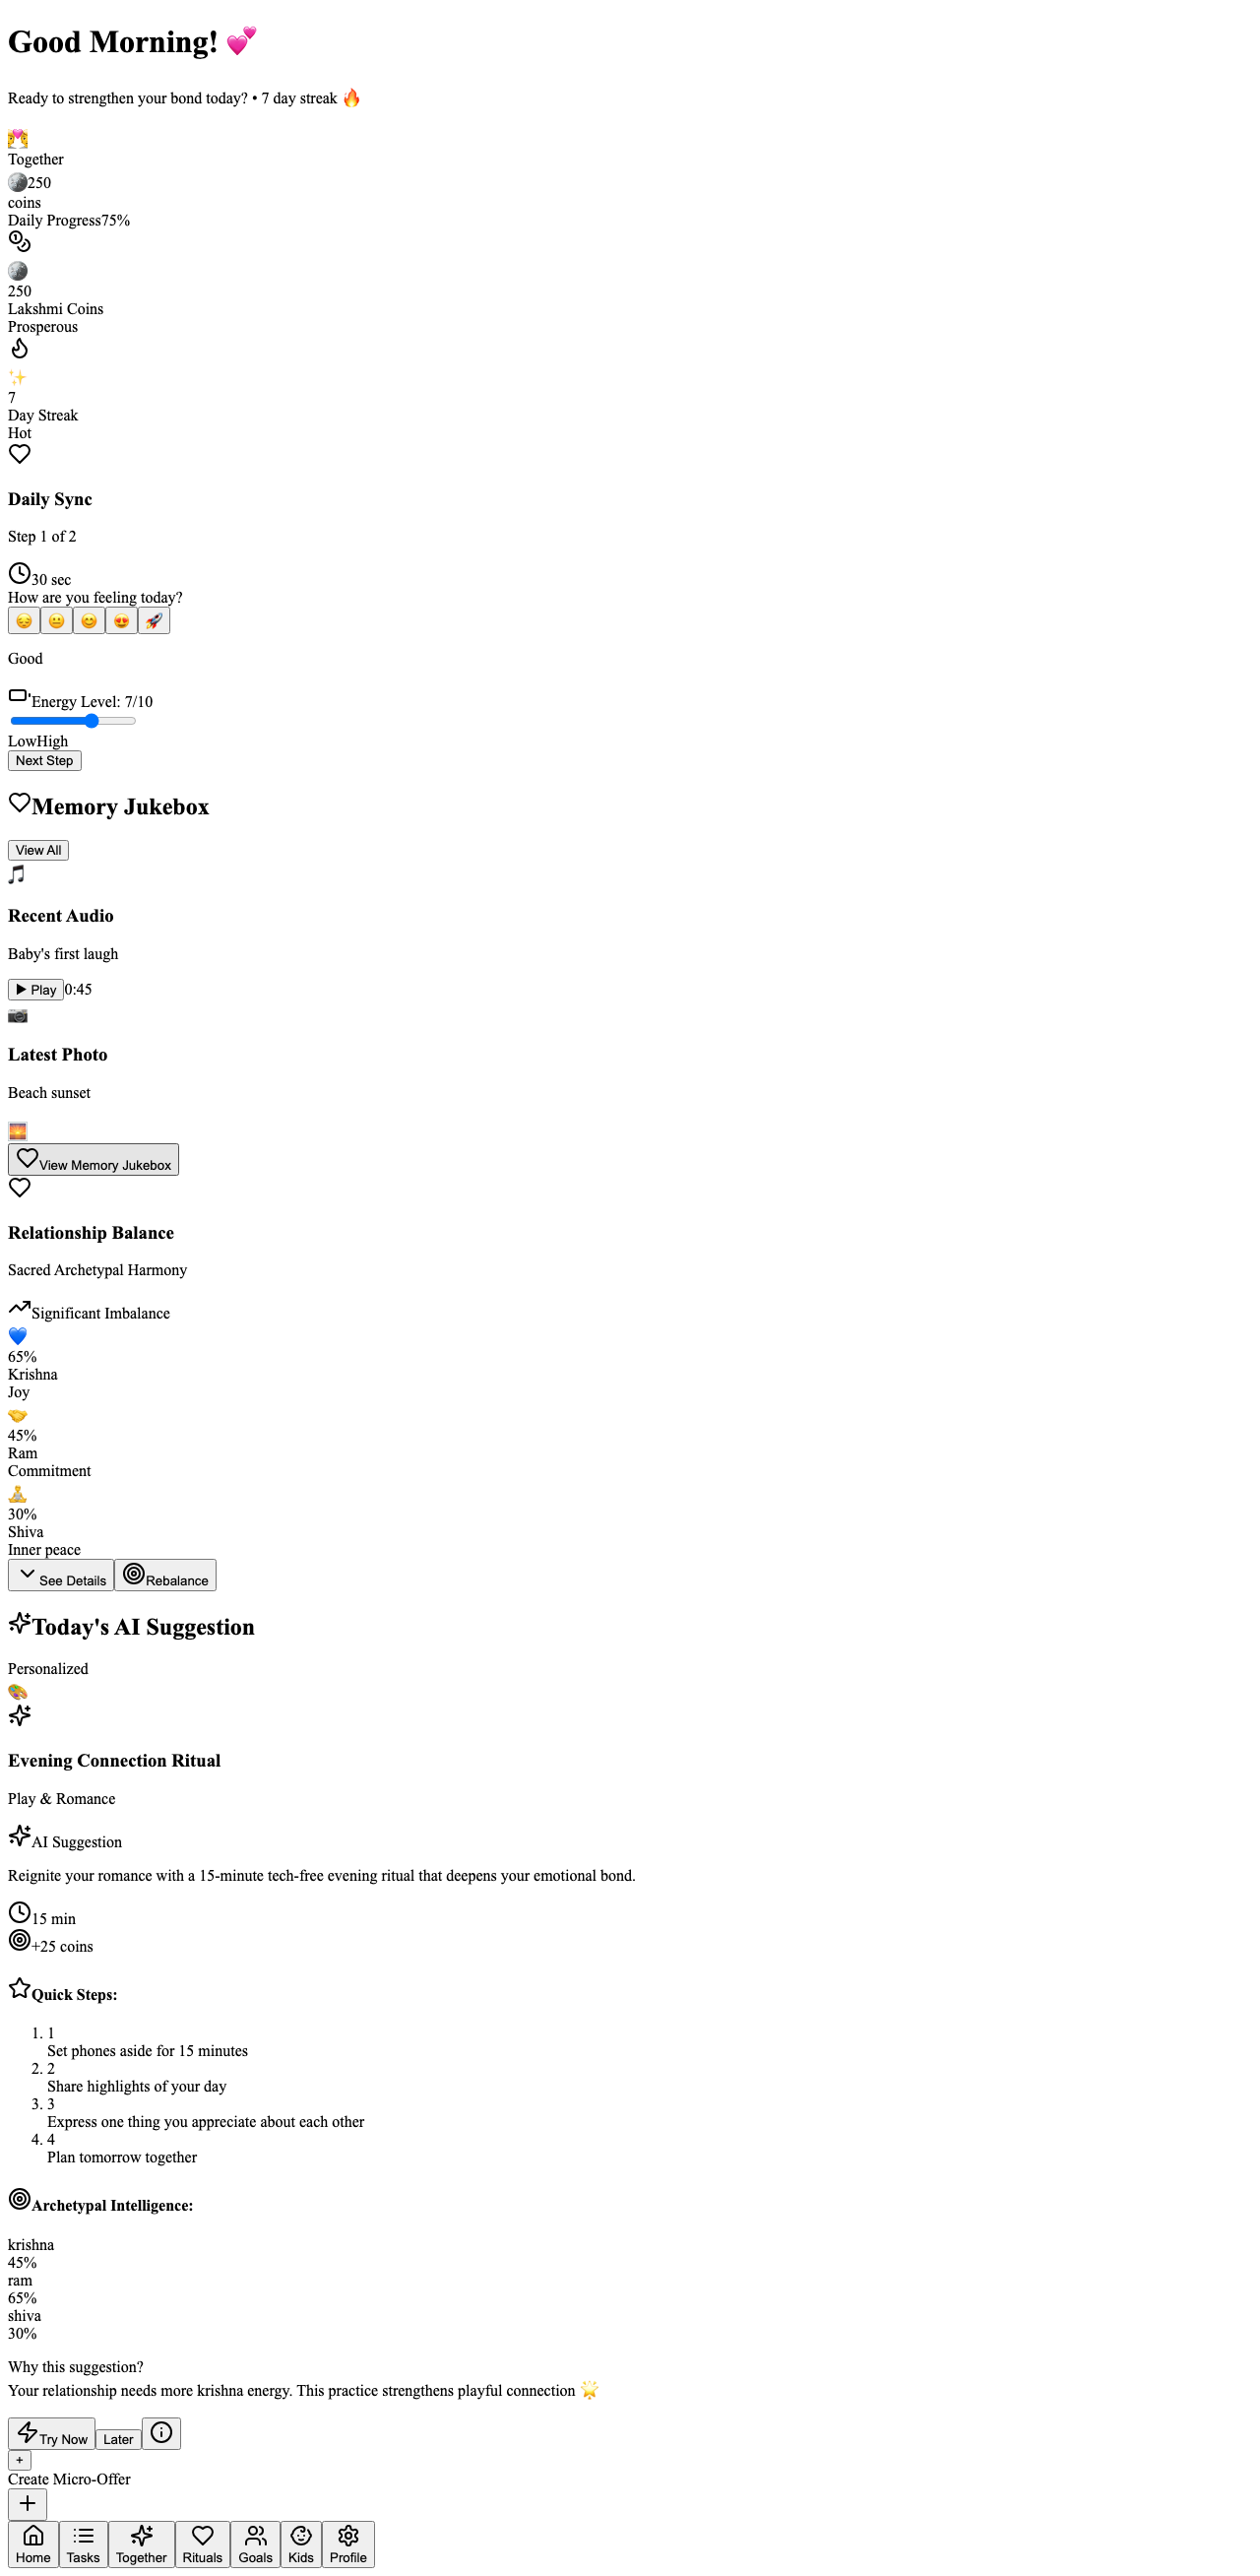 Good Morning! 💕
Ready to strengthen your bond today? • 7 day streak 🔥
Together
250
coins
Daily Progress75%
250
Lakshmi Coins
Prosperous
7
Day Streak
Hot
Daily Sync
Step 1 of 2
30 sec
How are you feeling today?
Good
Energy Level: 7/10
LowHigh
Next Step
Memory Jukebox
View All
Recent Audio
Baby's first laugh
▶ Play0:45
Latest Photo
Beach sunset
View Memory Jukebox
Relationship Balance
Sacred Archetypal Harmony
Significant Imbalance
65%
Krishna
Joy
45%
Ram
Commitment
30%
Shiva
Inner peace
See Details Rebalance
Today's AI Suggestion
Personalized
Evening Connection Ritual
Play & Romance
AI Suggestion
Reignite your romance with a 15-minute tech-free evening ritual that deepens your emotional bond.
15 min
+25 coins
Quick Steps:
1. 1
Set phones aside for 15 minutes
2. 2
Share highlights of your day
3. 3
Express one thing you appreciate about each other
4. 4
Plan tomorrow together
Archetypal Intelligence:
krishna
45%
ram
65%
shiva
30%
Why this suggestion?
Your relationship needs more krishna energy. This practice strengthens playful connection 🌟
Try Now Later
+
Create Micro-Offer
Home Tasks Together Rituals Goals Kids Profile